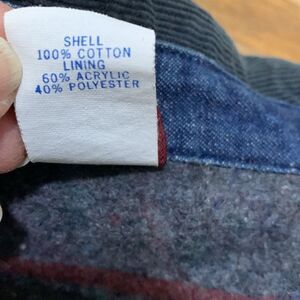 SHELL
100% COTTON
LINING
60% ACRYLIC
40% POLYESTER